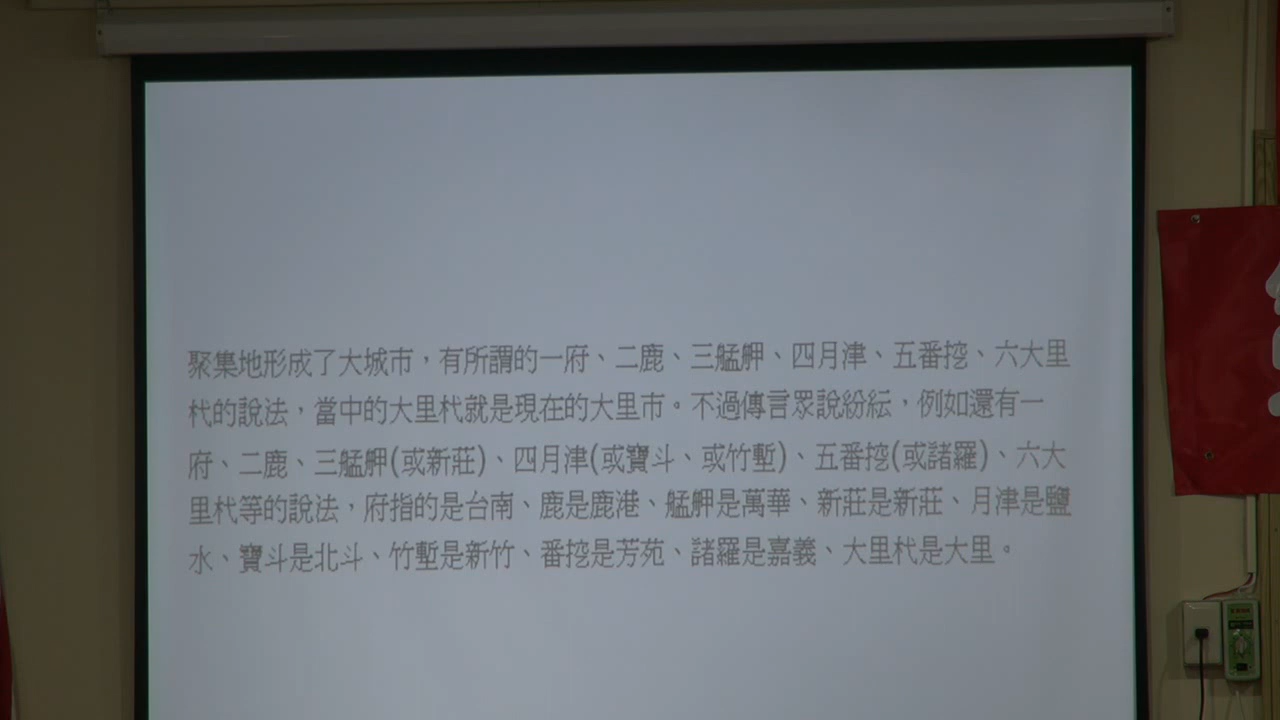 聚集地形成了大城市，有所謂的一府、二鹿、三艋舺、四月津、五番挖、六大里
杙的說法，當中的大里杙就是現在的大里市。不過傳言眾說紛紜，例如還有一
府、二鹿、三艋舺(或新莊)、四月津(或寶斗、或竹塹)、五番挖(或諸羅)、六大
里杙等的說法，府指的是台南、鹿是鹿港、艋舺是萬華、新莊是新莊、月津是鹽
水、寶斗是北斗、竹塹是新竹、番挖是芳苑、諸羅是嘉義、大里杙是大里。